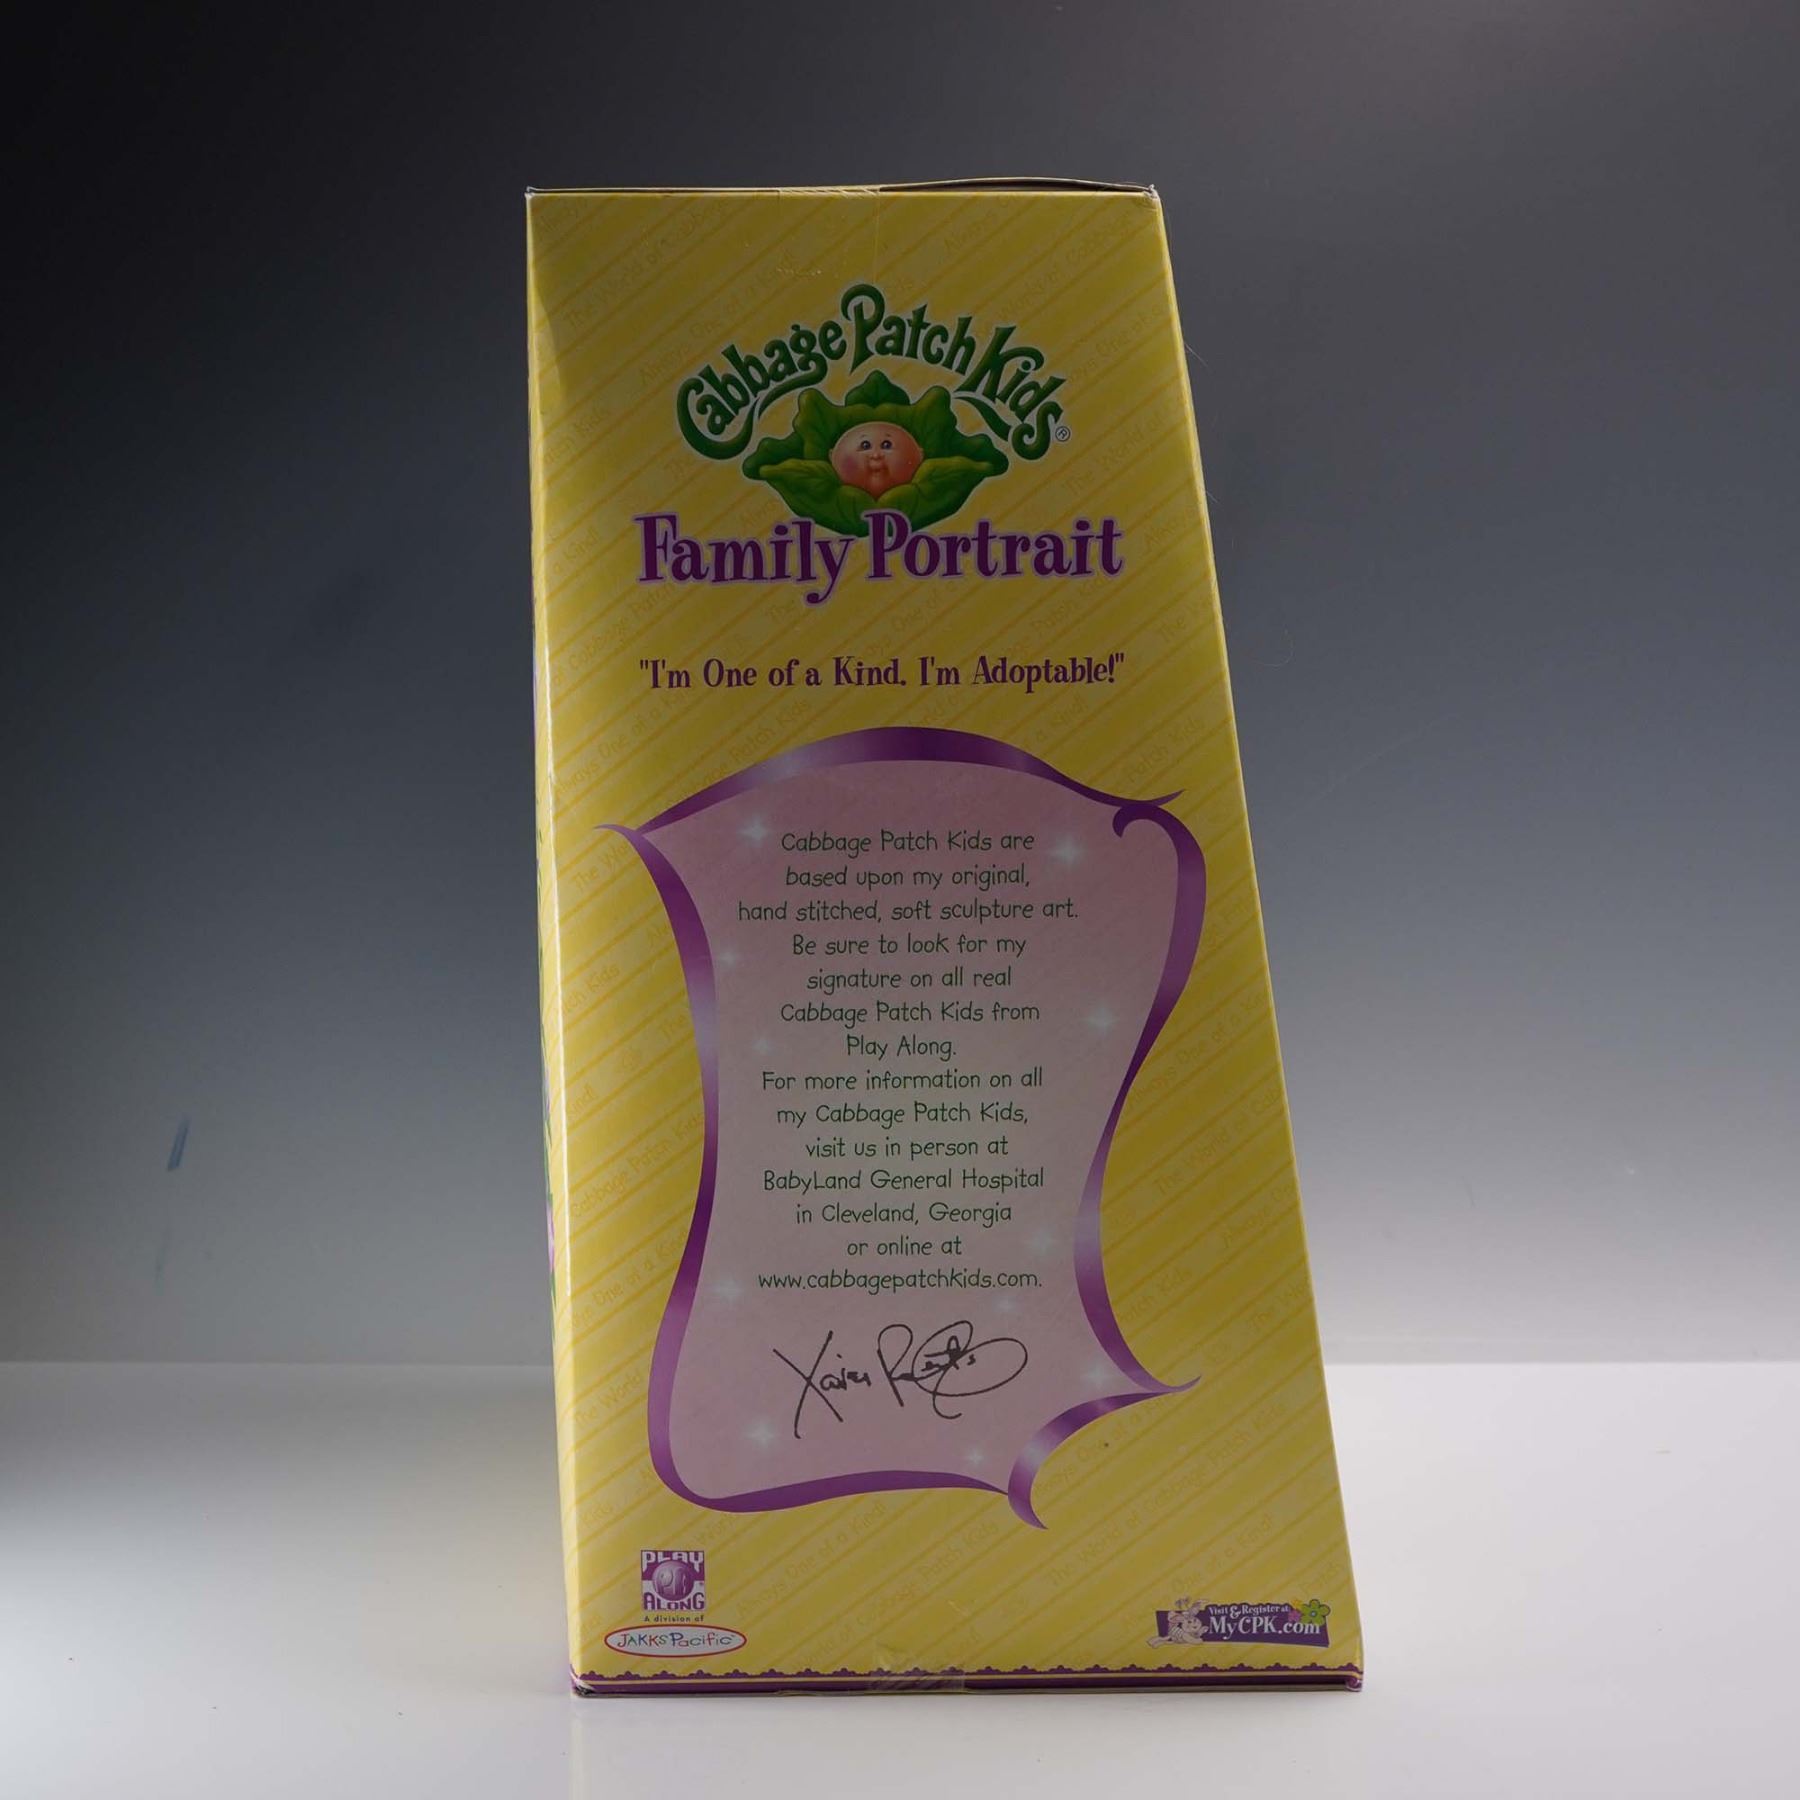 Cabbage Patch Kids®
Family Portrait
"I'm One of a Kind. I'm Adoptable!"
Cabbage Patch Kids are
based upon my original,
hand stitched, soft sculpture art.
Be sure to look for my
signature on all real
Cabbage Patch Kids from
Play Along.
For more information on all
my Cabbage Patch Kids,
visit us in person at
BabyLand General Hospital
in Cleveland, Georgia
or online at
www.cabbagepatchkids.com.
Xavier Roberts
PLAY
ALONG
A division of
JAKKS Pacific™
Visit & Register at
MyCPK.com